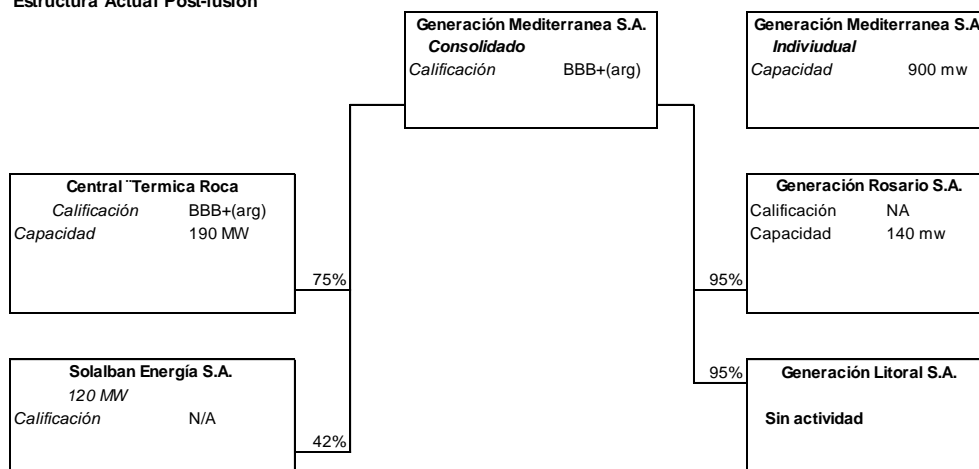 Estructura Actual Post-fusión
Generación Mediterranea S.A.
Consolidado
Calificación BBB+(arg)
Generación Mediterranea S.A
Indiviudual
Capacidad 900 mw
Central ¨Termica Roca
Calificación BBB+(arg)
Capacidad 190 MW
75%
Generación Rosario S.A.
Calificación NA
Capacidad 140 mw
95%
Solalban Energía S.A.
120 MW
Calificación N/A
42%
Generación Litoral S.A.
Sin actividad
95%